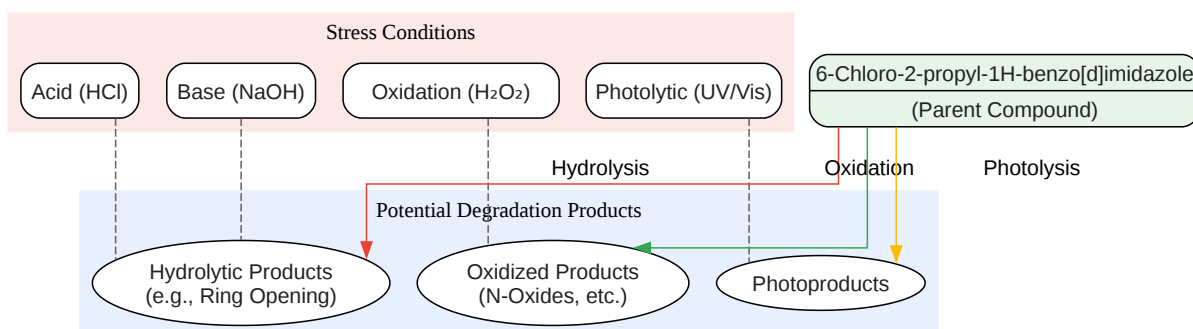 Stress Conditions
Acid (HCl)
Base (NaOH)
Oxidation (H₂O₂)
Photolytic (UV/Vis)
6-Chloro-2-propyl-1H-benzo[d]imidazole
(Parent Compound)
Hydrolysis
Oxidation
Photolysis
Potential Degradation Products
Hydrolytic Products
(e.g., Ring Opening)
Oxidized Products
(N-Oxides, etc.)
Photoproducts